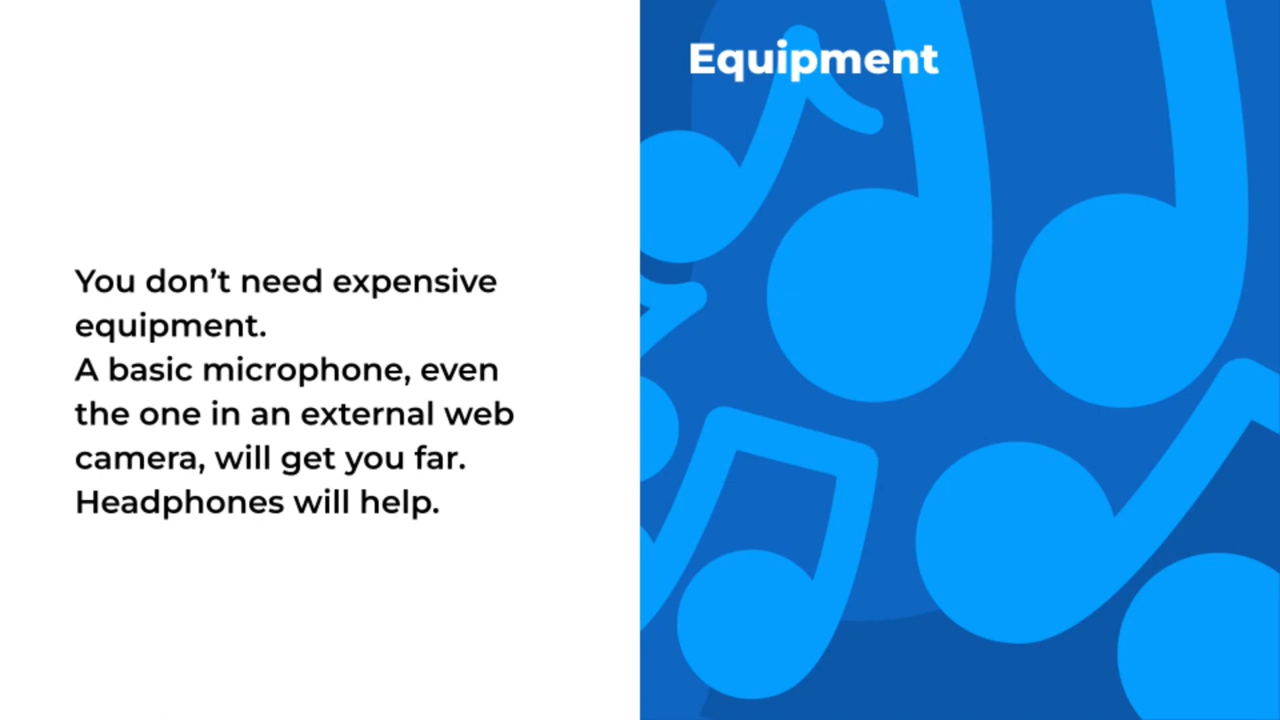 Equipment
You don’t need expensive
equipment.
A basic microphone, even
the one in an external web
camera, will get you far.
Headphones will help.